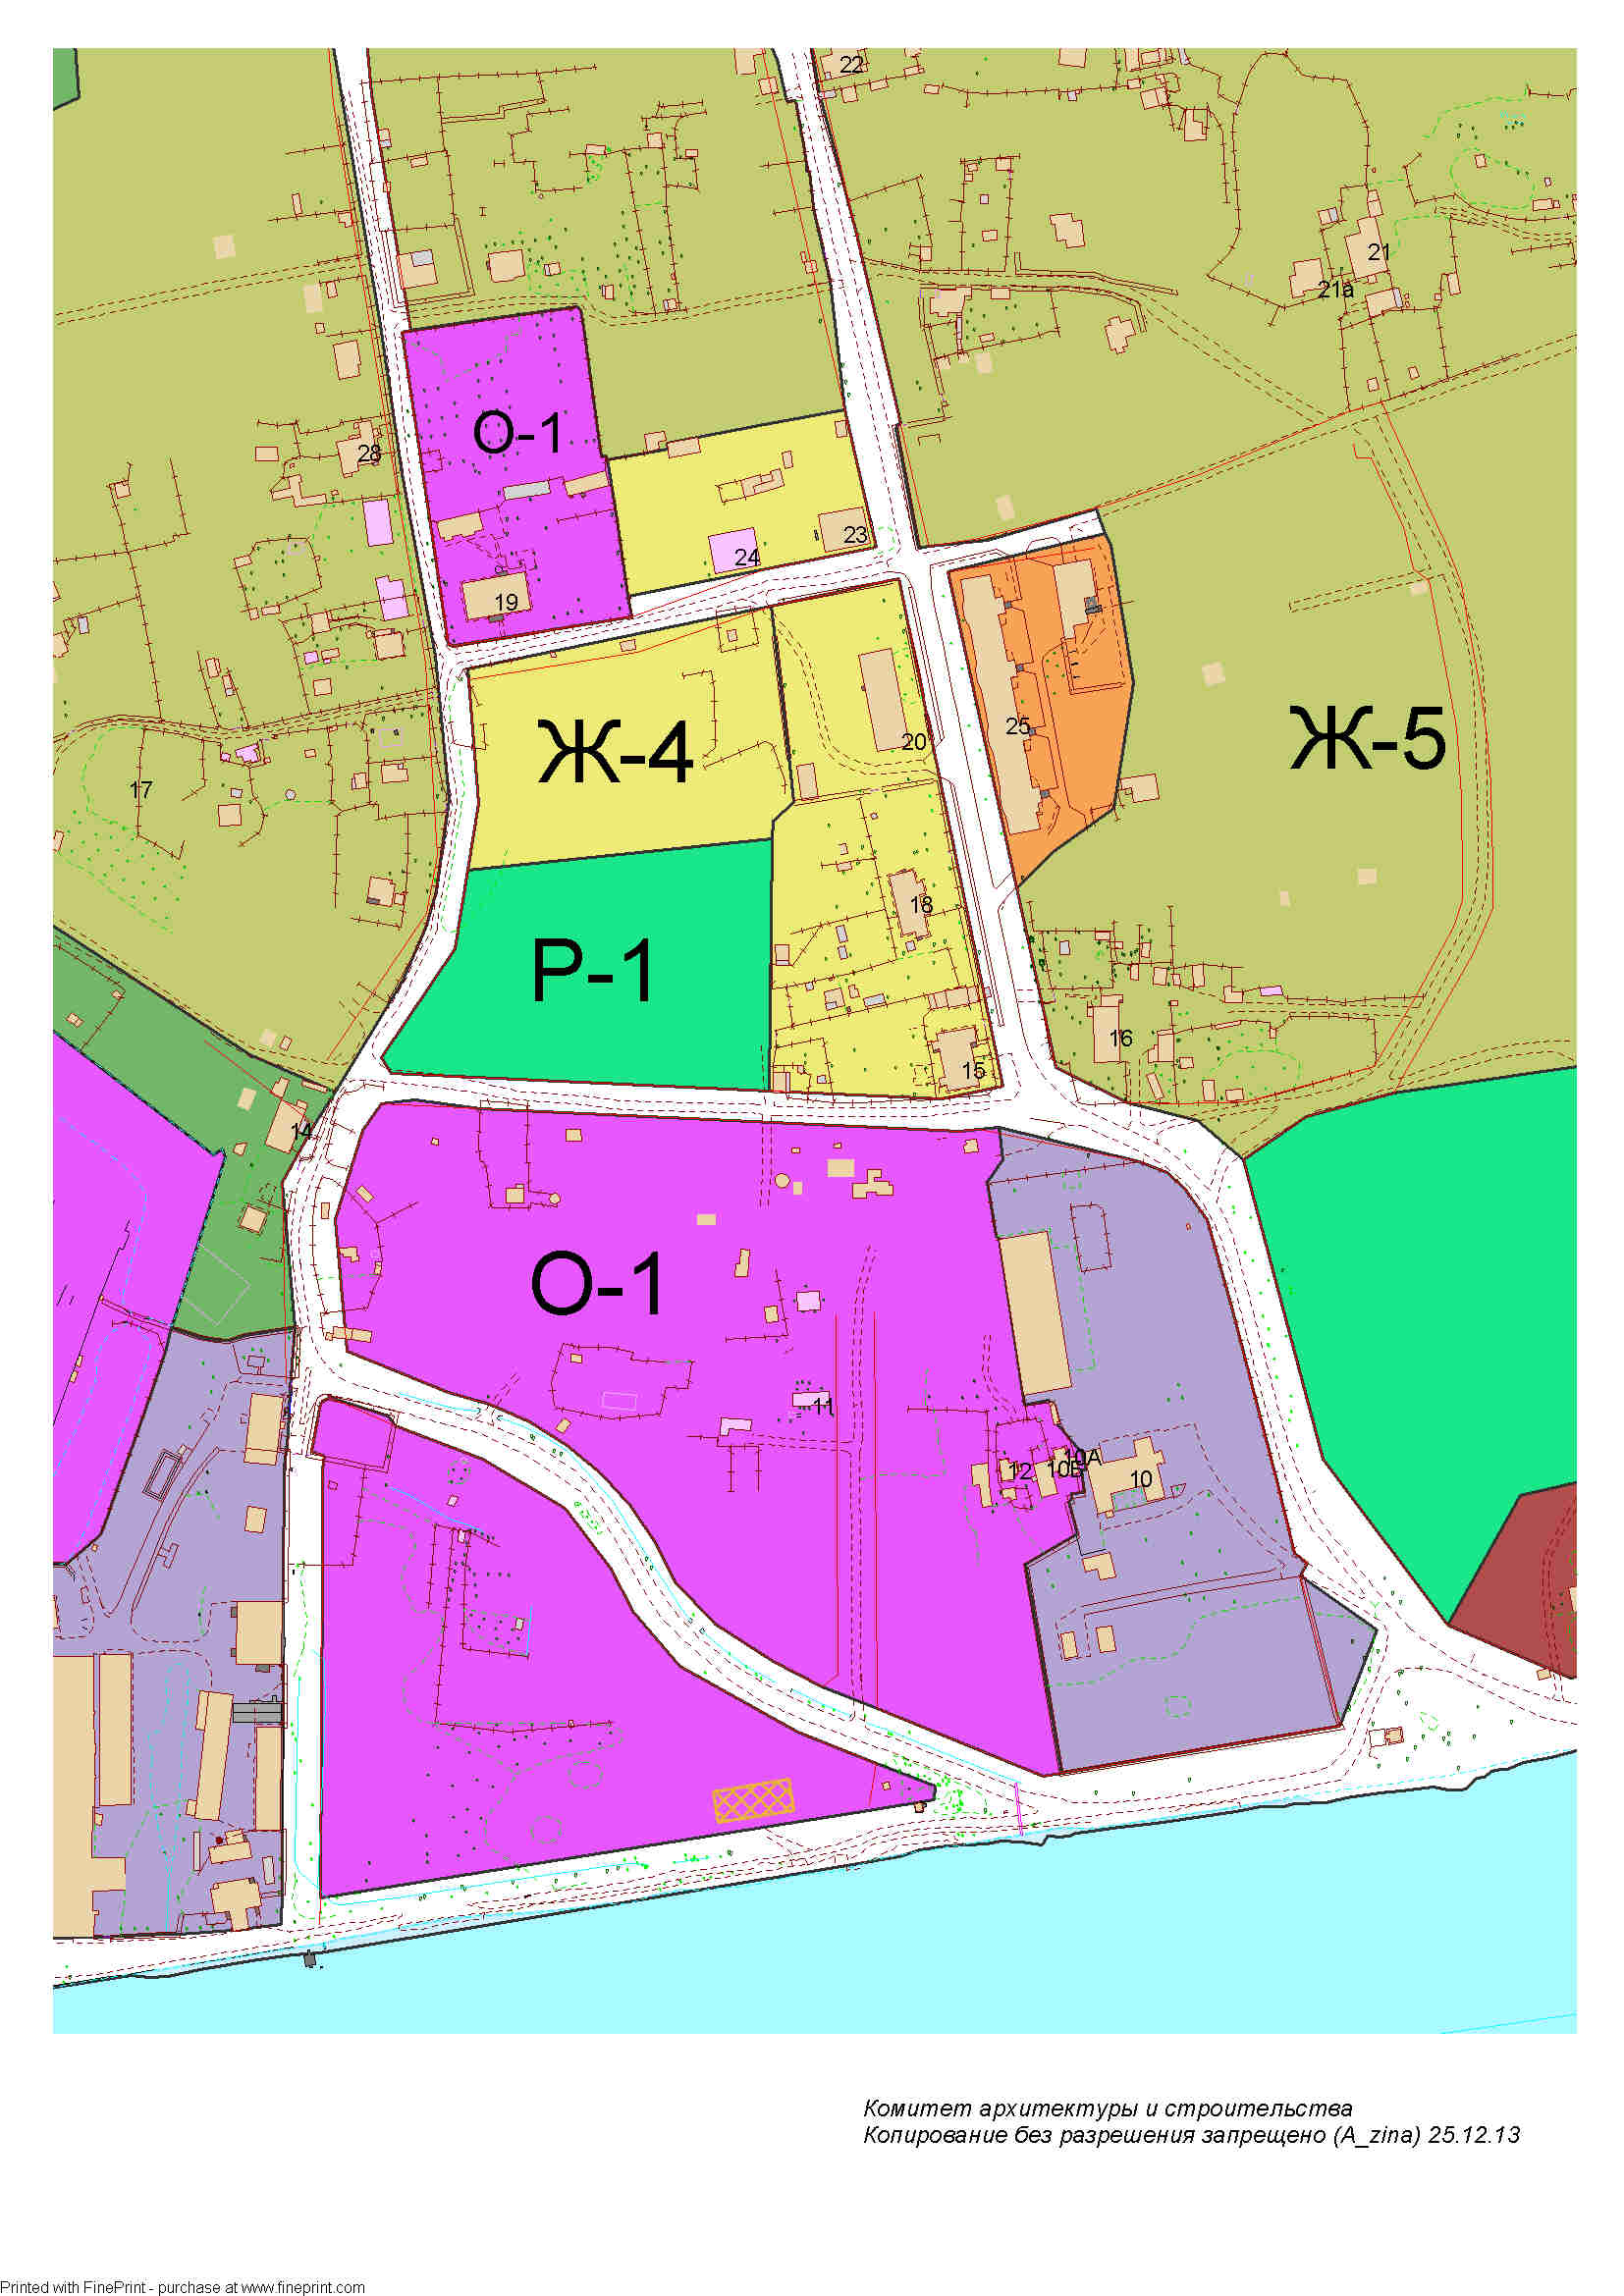 22
21
21а
О-1
28
23
24
19
Ж-4
20
25
Ж-5
17
18
Р-1
16
15
14
О-1
11
12
10Б
10А
10
Комитет архитектуры и строительства
Копирование без разрешения запрещено (A_zina) 25.12.13
Printed with FinePrint - purchase at www.fineprint.com